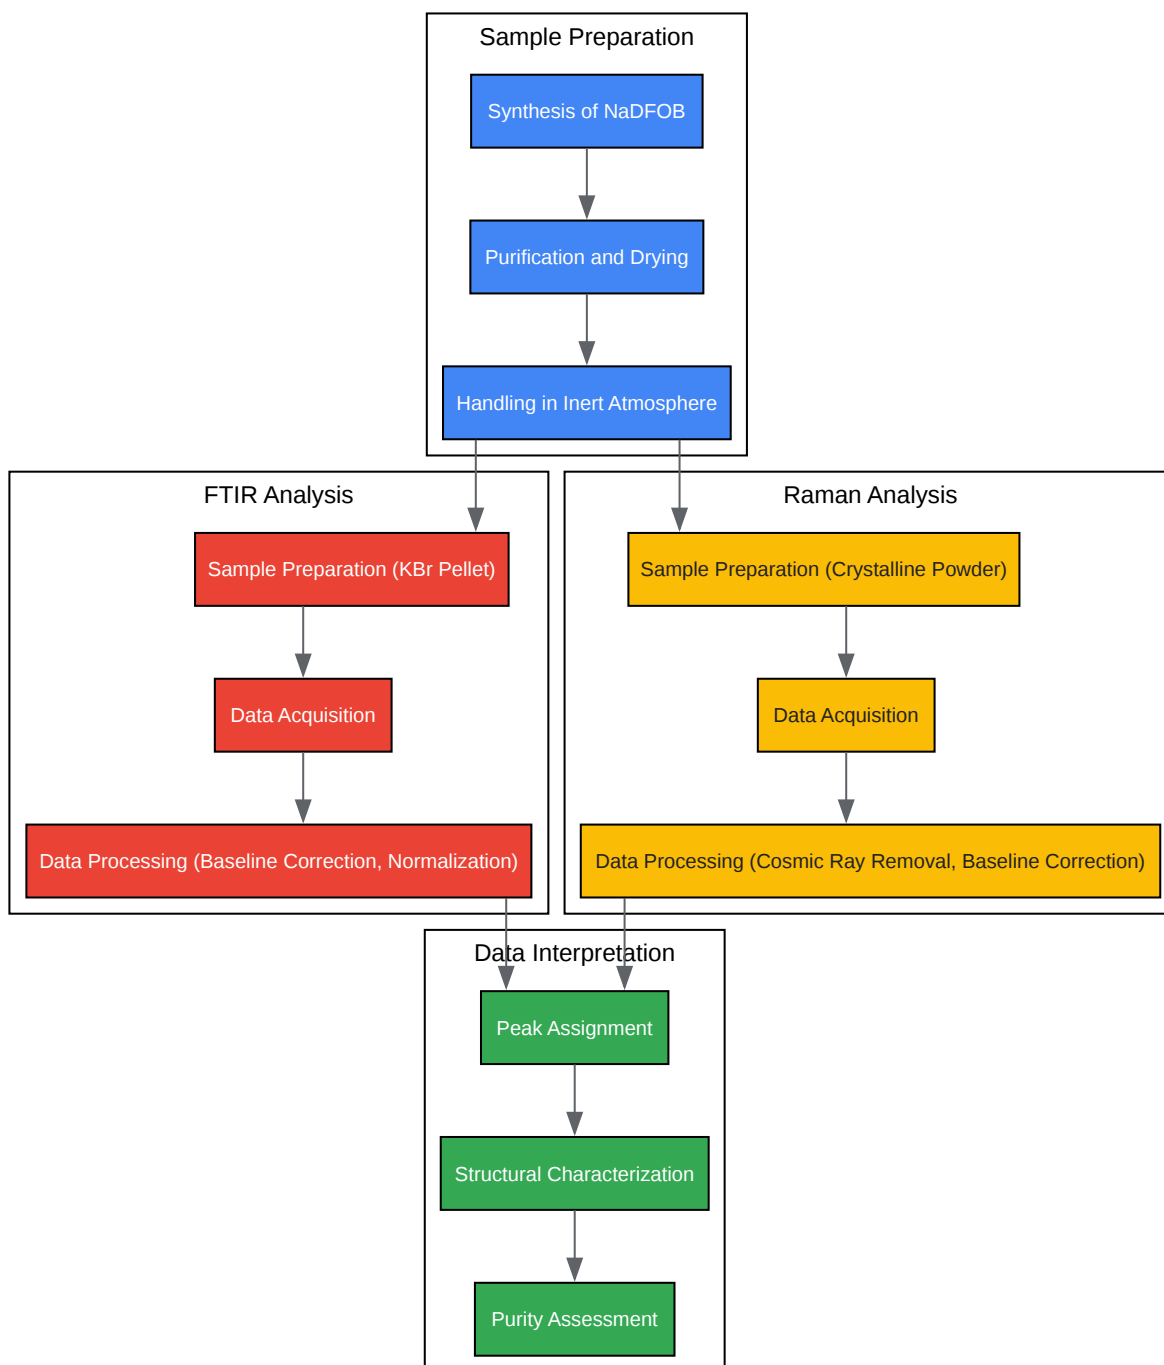 Sample Preparation
Synthesis of NaDFOB
Purification and Drying
Handling in Inert Atmosphere
FTIR Analysis
Sample Preparation (KBr Pellet)
Data Acquisition
Data Processing (Baseline Correction, Normalization)
Raman Analysis
Sample Preparation (Crystalline Powder)
Data Acquisition
Data Processing (Cosmic Ray Removal, Baseline Correction)
Data Interpretation
Peak Assignment
Structural Characterization
Purity Assessment